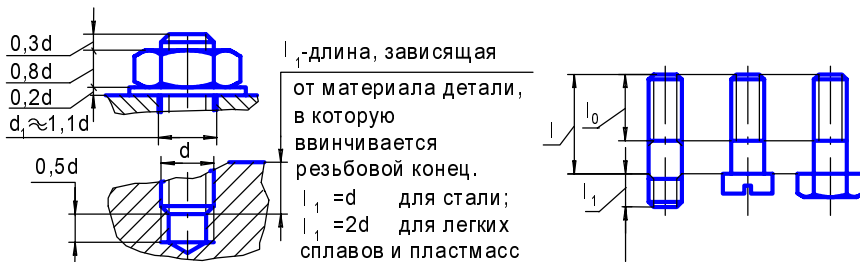 0,3d
0,8d
0,2d
d₁≈1,1d
d
0,5d
l₁-длина, зависящая
от материала детали,
в которую
ввинчивается
резьбовой конец.
l₁ =d для стали;
l₁ =2d для легких
сплавов и пластмасс
l
l₀
l₁